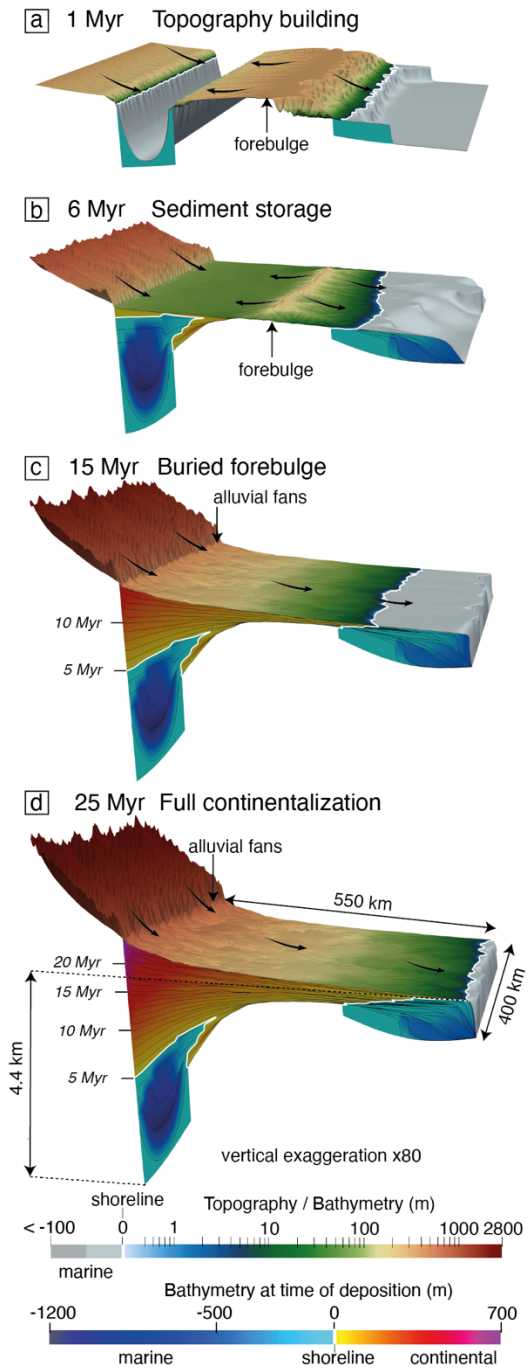 a 1 Myr Topography building
forebulge
b 6 Myr Sediment storage
forebulge
c 15 Myr Buried forebulge
alluvial fans
10 Myr
5 Myr
d 25 Myr Full continentalization
alluvial fans
550 km
20 Myr
15 Myr
10 Myr
400 km
4.4 km
5 Myr
vertical exaggeration x80
shoreline Topography / Bathymetry (m)
< -100 0 1 10 100 1000 2800
marine
Bathymetry at time of deposition (m)
-1200 -500 0 700
marine shoreline continental